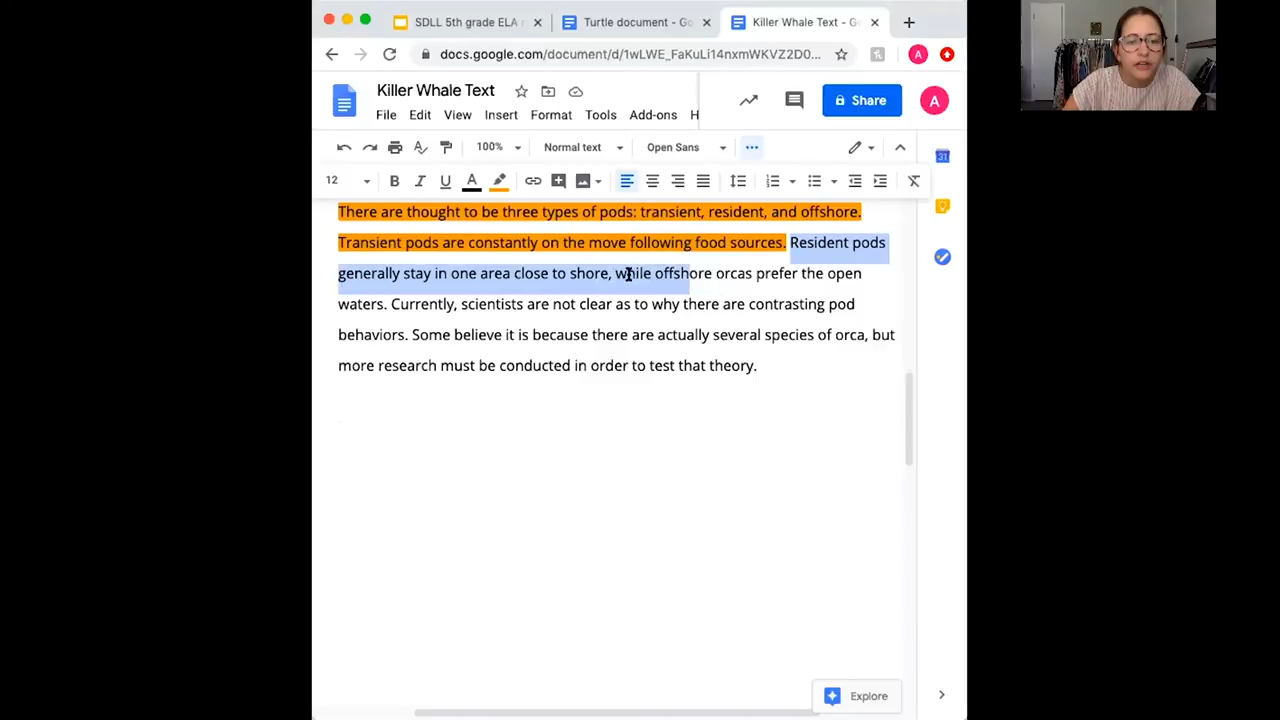 SDLL 5th grade ELA
Turtle document - Go
Killer Whale Text - Go
docs.google.com/document/d/1wLWE_FaKuLi14nxmWKVZ2D0...
A
Killer Whale Text
Share
A
File Edit View Insert Format Tools Add-ons H
100% Normal text Open Sans
12 B I U A
31
There are thought to be three types of pods: transient, resident, and offshore.
Transient pods are constantly on the move following food sources. Resident pods
generally stay in one area close to shore, while offshore orcas prefer the open
waters. Currently, scientists are not clear as to why there are contrasting pod
behaviors. Some believe it is because there are actually several species of orca, but
more research must be conducted in order to test that theory.
Explore